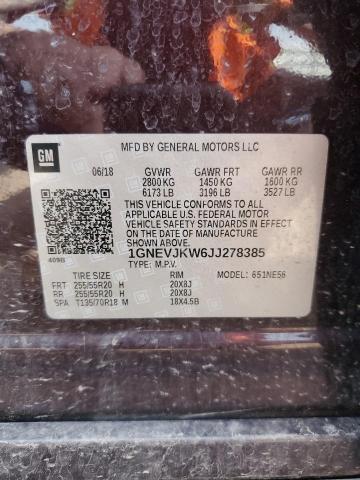 MFD BY GENERAL MOTORS LLC
GM
06/18 GVWR GAWR FRT GAWR RR
2800 KG 1450 KG 1600 KG
6173 LB 3196 LB 3527 LB
THIS VEHICLE CONFORMS TO ALL
APPLICABLE U.S. FEDERAL MOTOR
VEHICLE SAFETY STANDARDS IN EFFECT
ON THE DATE OF MANUFACTURE
SHOWN ABOVE.
1GNEVJKW6JJ278385
409B TYPE: M.P.V. MODEL: 651NE56
TIRE SIZE RIM
FRT 255/55R20 H 20X8J
RR 255/55R20 H 20X8J
SPA T135/70R18 M 18X4.5B